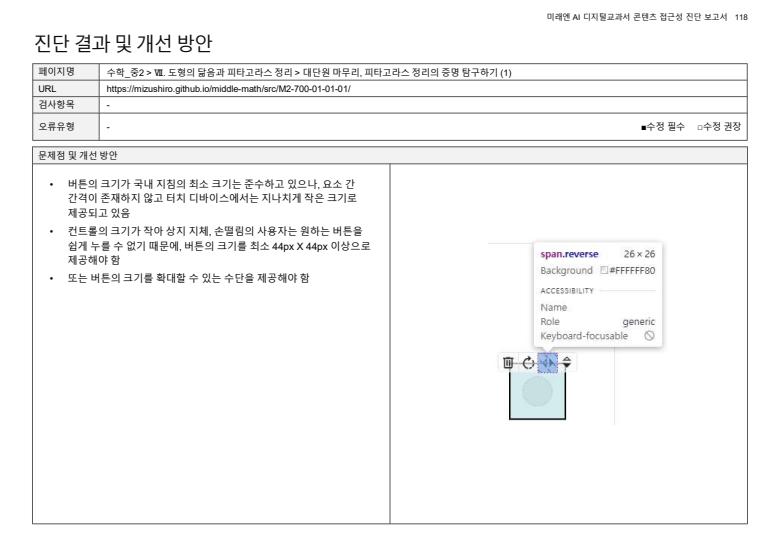 미래엔 AI 디지털교과서 콘텐츠 접근성 진단 보고서 118
진단 결과 및 개선 방안
페이지명 수학_중2 > Ⅶ. 도형의 닮음과 피타고라스 정리 > 대단원 마무리, 피타고라스 정리의 증명 탐구하기 (1)
URL https://mizushiro.github.io/middle-math/src/M2-700-01-01-01/
검사항목 -
오류유형 - ■수정 필수 □수정 권장
문제점 및 개선 방안
• 버튼의 크기가 국내 지침의 최소 크기는 준수하고 있으나, 요소 간
간격이 존재하지 않고 터치 디바이스에서는 지나치게 작은 크기로
제공되고 있음
• 컨트롤의 크기가 작아 상지 지체, 손떨림의 사용자는 원하는 버튼을
쉽게 누를 수 없기 때문에, 버튼의 크기를 최소 44px X 44px 이상으로
제공해야 함
• 또는 버튼의 크기를 확대할 수 있는 수단을 제공해야 함
span.reverse 26 × 26
Background #FFFFFF80
ACCESSIBILITY
Name
Role generic
Keyboard-focusable